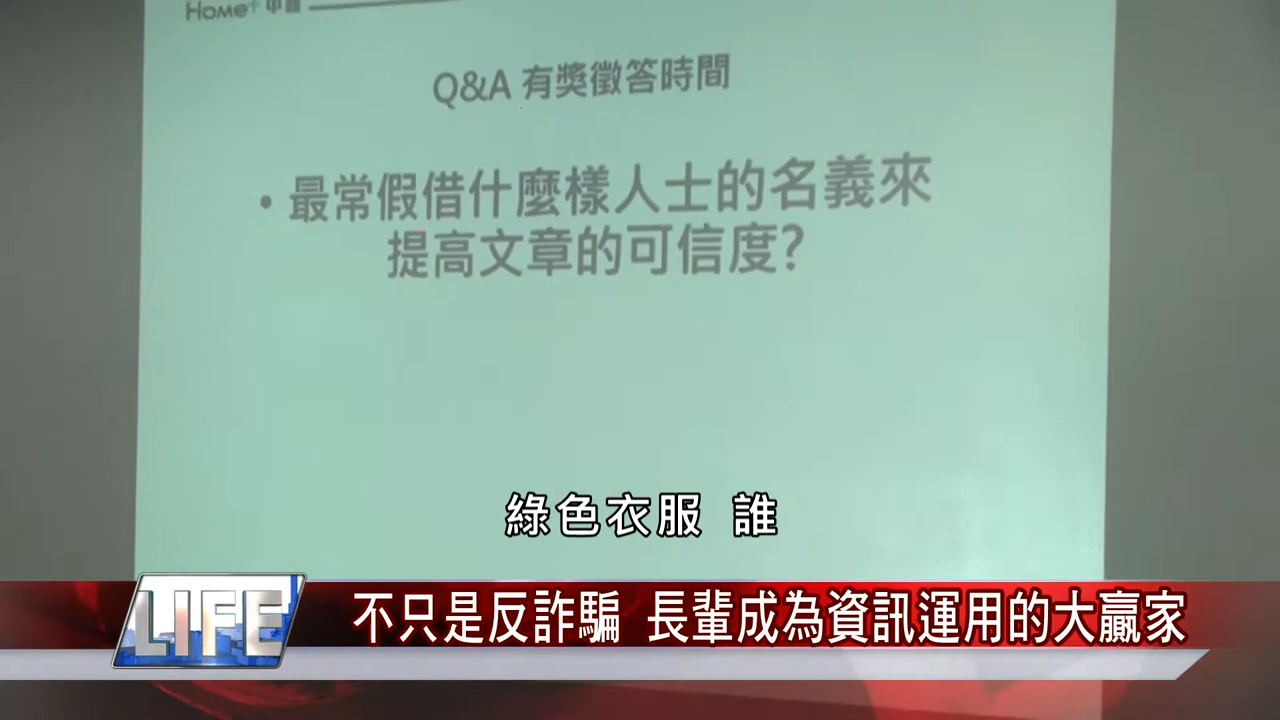 Home+ 中嘉
Q&A 有獎徵答時間
• 最常假借什麼樣人士的名義來
提高文章的可信度?
綠色衣服 誰
LIFE 不只是反詐騙 長輩成為資訊運用的大贏家